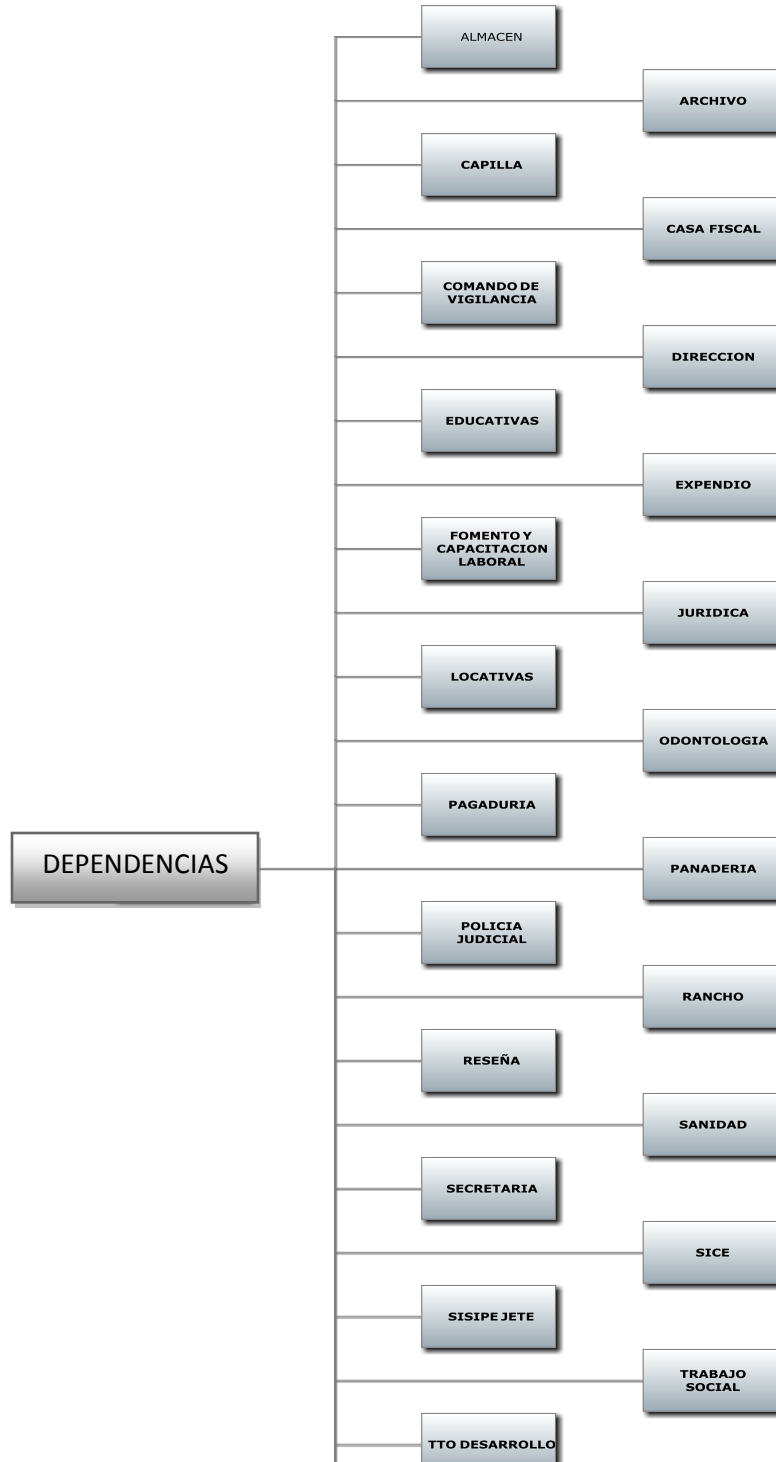 ALMACEN
ARCHIVO
CAPILLA
CASA FISCAL
COMANDO DE
VIGILANCIA
DIRECCION
EDUCATIVAS
EXPENDIO
FOMENTO Y
CAPACITACION
LABORAL
JURIDICA
LOCATIVAS
ODONTOLOGIA
PAGADURIA
DEPENDENCIAS
PANADERIA
POLICIA
JUDICIAL
RANCHO
RESEÑA
SANIDAD
SECRETARIA
SICE
SISIPE JETE
TRABAJO
SOCIAL
TTO DESARROLLO